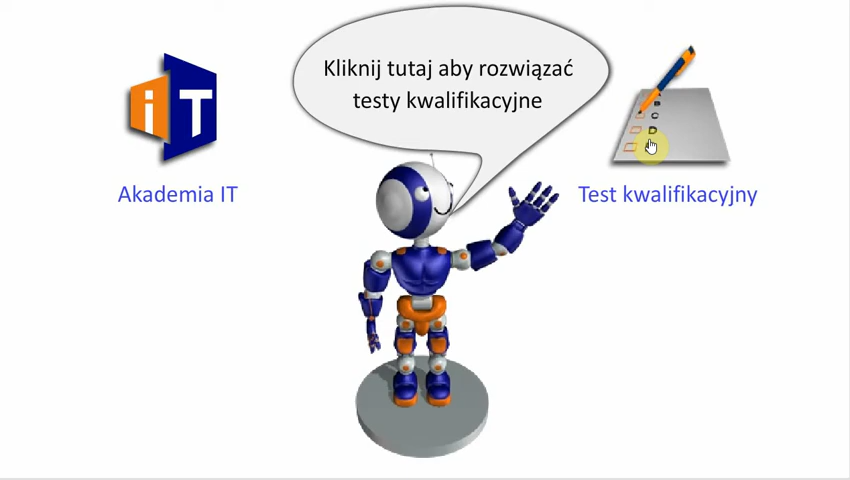 Kliknij tutaj aby rozwiązać
testy kwalifikacyjne
iT
Akademia IT
B
C
D
Test kwalifikacyjny